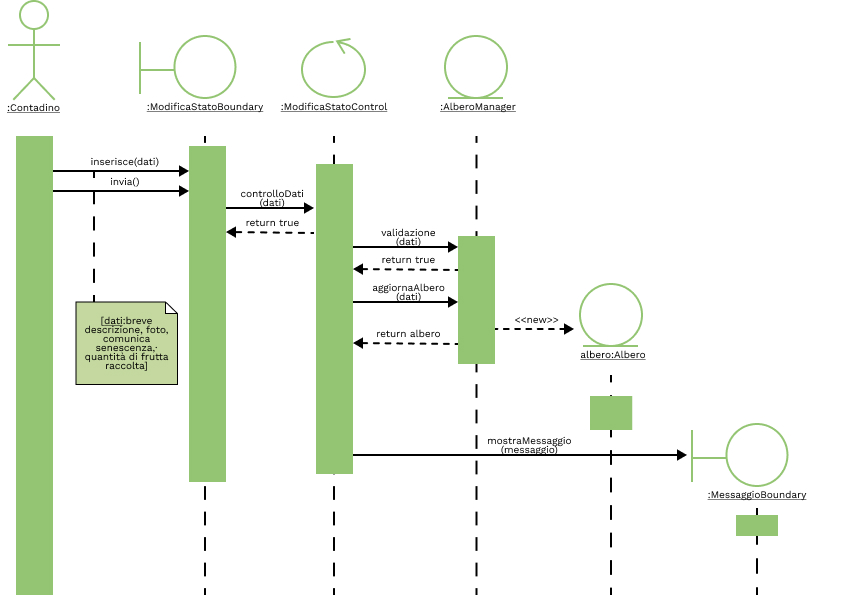 :Contadino
:ModificaStatoBoundary
:ModificaStatoControl
:AlberoManager
inserisce(dati)
invia()
controlloDati
(dati)
return true
validazione
(dati)
return true
aggiornaAlbero
(dati)
<<new>>
return albero
[dati:breve
descrizione, foto,
comunica
senescenza,
quantità di frutta
raccolta]
albero:Albero
mostraMessaggio
(messaggio)
:MessaggioBoundary